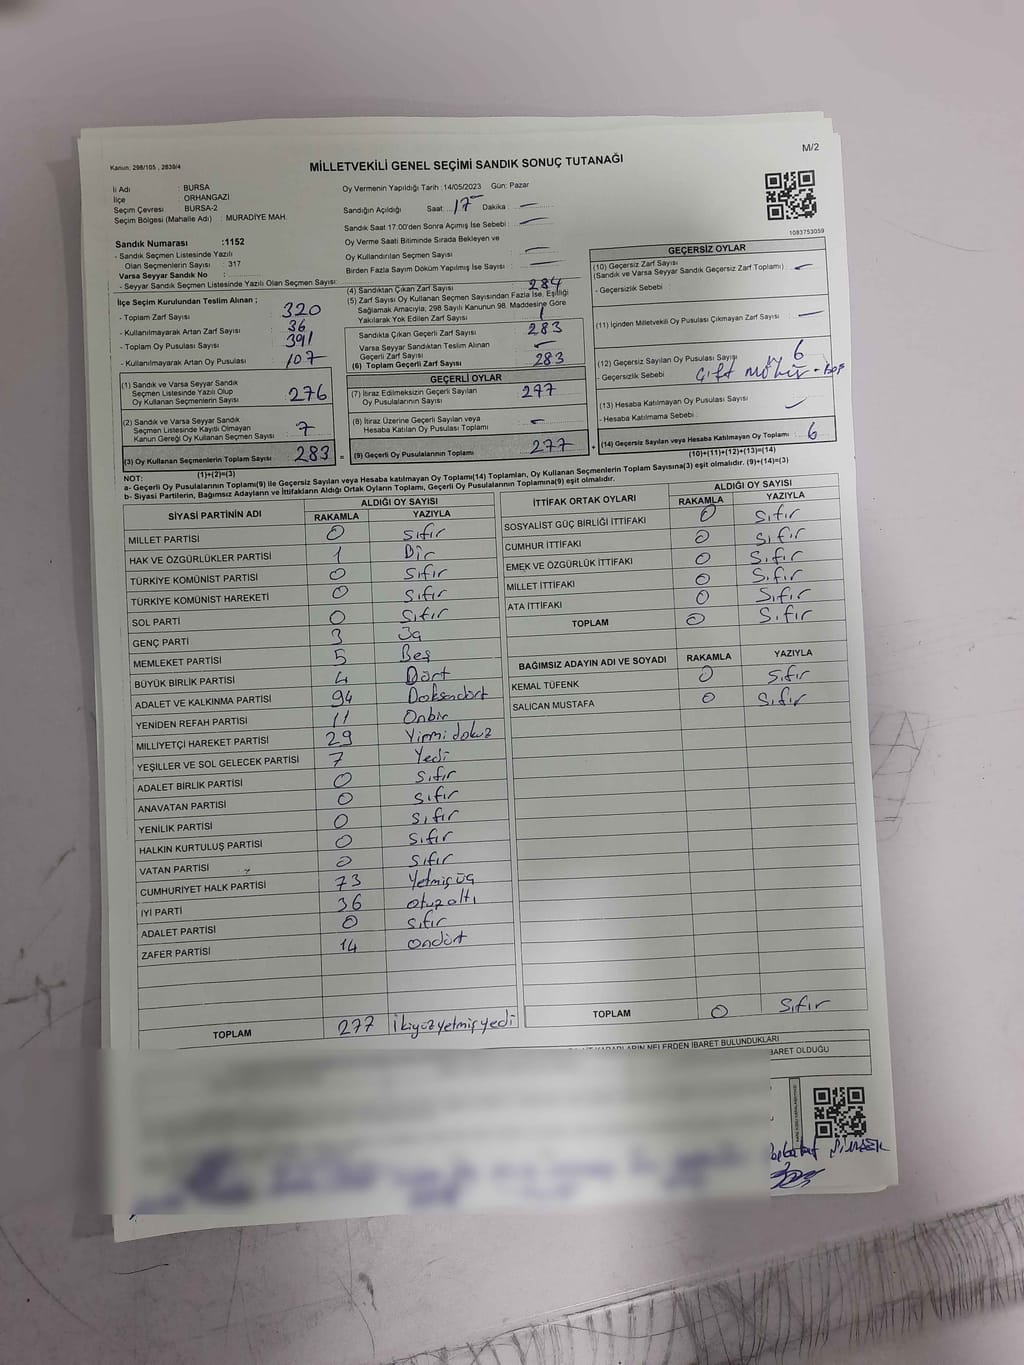 M/2
Kanun: 298/105 , 2839/4
MİLLETVEKİLİ GENEL SEÇİMİ SANDIK SONUÇ TUTANAĞI
İl Adı : BURSA
İlçe : ORHANGAZİ
Seçim Çevresi : BURSA-2
Seçim Bölgesi (Mahalle Adı) : MURADİYE MAH.
Sandık Numarası :1152
- Sandık Seçmen Listesinde Yazılı
Olan Seçmenlerin Sayısı : 317
Varsa Seyyar Sandık No :
- Seyyar Sandık Seçmen Listesinde Yazılı Olan Seçmen Sayısı:
Oy Vermenin Yapıldığı Tarih :14/05/2023 Gün: Pazar
Sandığın Açıldığı Saat: 17 Dakika : —
Sandık Saat 17.00'den Sonra Açımış İse Sebebi : —
Oy Verme Saati Bitiminde Sırada Bekleyen ve
Oy Kullandırılan Seçmen Sayısı : —
Birden Fazla Sayım Döküm Yapılmış İse Sayısı : —
1083753059
İlçe Seçim Kurulundan Teslim Alınan ;
- Toplam Zarf Sayısı : 320
- Kullanılmayarak Artan Zarf Sayısı : 36
- Toplam Oy Pusulası Sayısı : 391
- Kullanılmayarak Artan Oy Pusulası : 107
(1) Sandık ve Varsa Seyyar Sandık
Seçmen Listesinde Yazılı Olup
Oy Kullanan Seçmenlerin Sayısı : 276
(2) Sandık ve Varsa Seyyar Sandık
Seçmen Listesinde Kayıtlı Olmayan
Kanun Gereği Oy Kullanan Seçmen Sayısı : 7
(3) Oy Kullanan Seçmenlerin Toplam Sayısı : 283
(1)+(2)=(3)
(4) Sandıktan Çıkan Zarf Sayısı : 284
(5) Zarf Sayısı Oy Kullanan Seçmen Sayısından Fazla İse, Eşitliği
Sağlamak Amacıyla, 298 Sayılı Kanunun 98. Maddesine Göre
Yakılarak Yok Edilen Zarf Sayısı : 1
Sandıkta Çıkan Geçerli Zarf Sayısı : 283
Varsa Seyyar Sandıktan Teslim Alınan
Geçerli Zarf Sayısı : —
(6) Toplam Geçerli Zarf Sayısı : 283
GEÇERLİ OYLAR
(7) İtiraz Edilmeksizin Geçerli Sayılan
Oy Pusulalarının Sayısı : 277
(8) İtiraz Üzerine Geçerli Sayılan veya
Hesaba Katılan Oy Pusulası Toplamı : —
(9) Geçerli Oy Pusulalarının Toplamı : 277
GEÇERSİZ OYLAR
(10) Geçersiz Zarf Sayısı
(Sandık ve Varsa Seyyar Sandık Geçersiz Zarf Toplamı) : —
- Geçersizlik Sebebi :
(11) İçinden Milletvekili Oy Pusulası Çıkmayan Zarf Sayısı : —
(12) Geçersiz Sayılan Oy Pusulası Sayısı : 6
- Geçersizlik Sebebi : Çift Mühür
(13) Hesaba Katılmayan Oy Pusulası Sayısı : —
- Hesaba Katılmama Sebebi :
(14) Geçersiz Sayılan veya Hesaba Katılmayan Oy Toplamı : 6
(10)+(11)+(12)+(13)=(14)
NOT:
a- Geçerli Oy Pusulalarının Toplamı(9) ile Geçersiz Sayılan veya Hesaba katılmayan Oy Toplamı(14) Toplamları, Oy Kullanan Seçmenlerin Toplam Sayısına(3) eşit olmalıdır. (9)+(14)=(3)
b- Siyasi Partilerin, Bağımsız Adayların ve İttifakların Aldığı Ortak Oyların Toplamı, Geçerli Oy Pusulalarının Toplamına(9) eşit olmalıdır.
SİYASİ PARTİNİN ADI ALDIĞI OY SAYISI
RAKAMLA YAZIYLA
MİLLET PARTİSİ 0 Sıfır
HAK VE ÖZGÜRLÜKLER PARTİSİ 1 Bir
TÜRKİYE KOMÜNİST PARTİSİ 0 Sıfır
TÜRKİYE KOMÜNİST HAREKETİ 0 Sıfır
SOL PARTİ 0 Sıfır
GENÇ PARTİ 3 3ç
MEMLEKET PARTİSİ 5 Beş
BÜYÜK BİRLİK PARTİSİ 4 Dört
ADALET VE KALKINMA PARTİSİ 94 Doksandört
YENİDEN REFAH PARTİSİ 11 Onbir
MİLLİYETÇİ HAREKET PARTİSİ 29 Yirmi dokuz
YEŞİLLER VE SOL GELECEK PARTİSİ 7 Yedi
ADALET BİRLİK PARTİSİ 0 Sıfır
ANAVATAN PARTİSİ 0 Sıfır
YENİLİK PARTİSİ 0 Sıfır
HALKIN KURTULUŞ PARTİSİ 0 Sıfır
VATAN PARTİSİ 0 Sıfır
CUMHURİYET HALK PARTİSİ 73 Yetmişüç
İYİ PARTİ 36 otuzaltı
ADALET PARTİSİ 0 sıfır
ZAFER PARTİSİ 14 Ondört
TOPLAM 277 İkiyüzyetmişyedi
İTTİFAK ORTAK OYLARI ALDIĞI OY SAYISI
RAKAMLA YAZIYLA
SOSYALİST GÜÇ BİRLİĞİ İTTİFAKI 0 Sıfır
CUMHUR İTTİFAKI 0 Sıfır
EMEK VE ÖZGÜRLÜK İTTİFAKI 0 Sıfır
MİLLET İTTİFAKI 0 Sıfır
ATA İTTİFAKI 0 Sıfır
TOPLAM 0 Sıfır
BAĞIMSIZ ADAYIN ADI VE SOYADI RAKAMLA YAZIYLA
KEMAL TÜFENK 0 Sıfır
SALİCAN MUSTAFA 0 Sıfır
TOPLAM 0 Sıfır
KARARLARIN NELERDEN İBARET BULUNDUKLARI
İBARET OLDUĞU